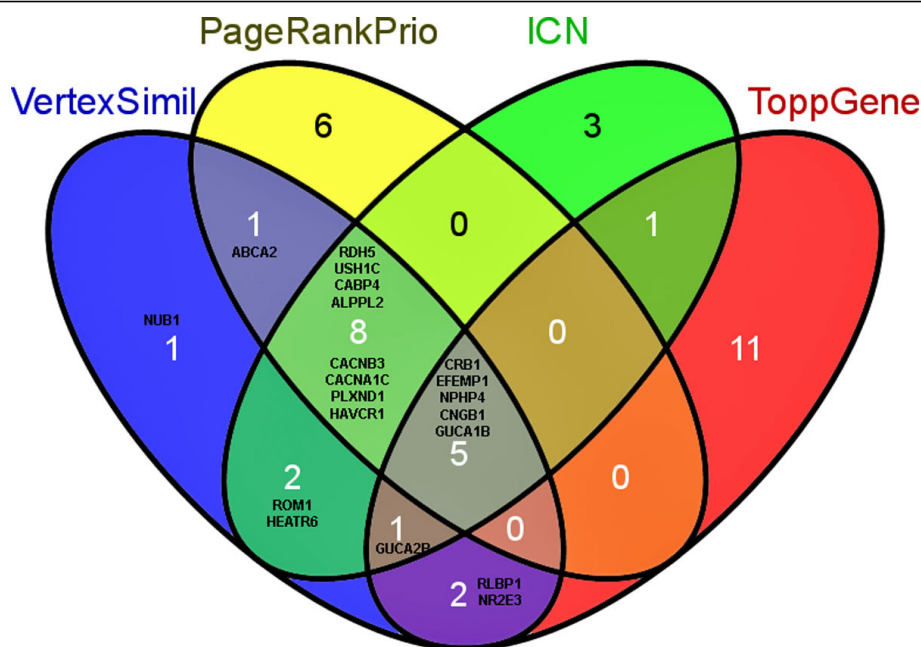 PageRankPrio
ICN
VertexSimil
ToppGene
6
3
1
ABCA2
0
1
RDH5
USH1C
CABP4
ALPPL2
8
CACNB3
CACNA1C
PLXND1
HAVCR1
NUB1
1
0
11
CRB1
EFEMP1
NPHP4
CNGB1
GUCA1B
5
2
ROM1
HEATR6
0
1
GUCA2B
0
2
RLBP1
NR2E3